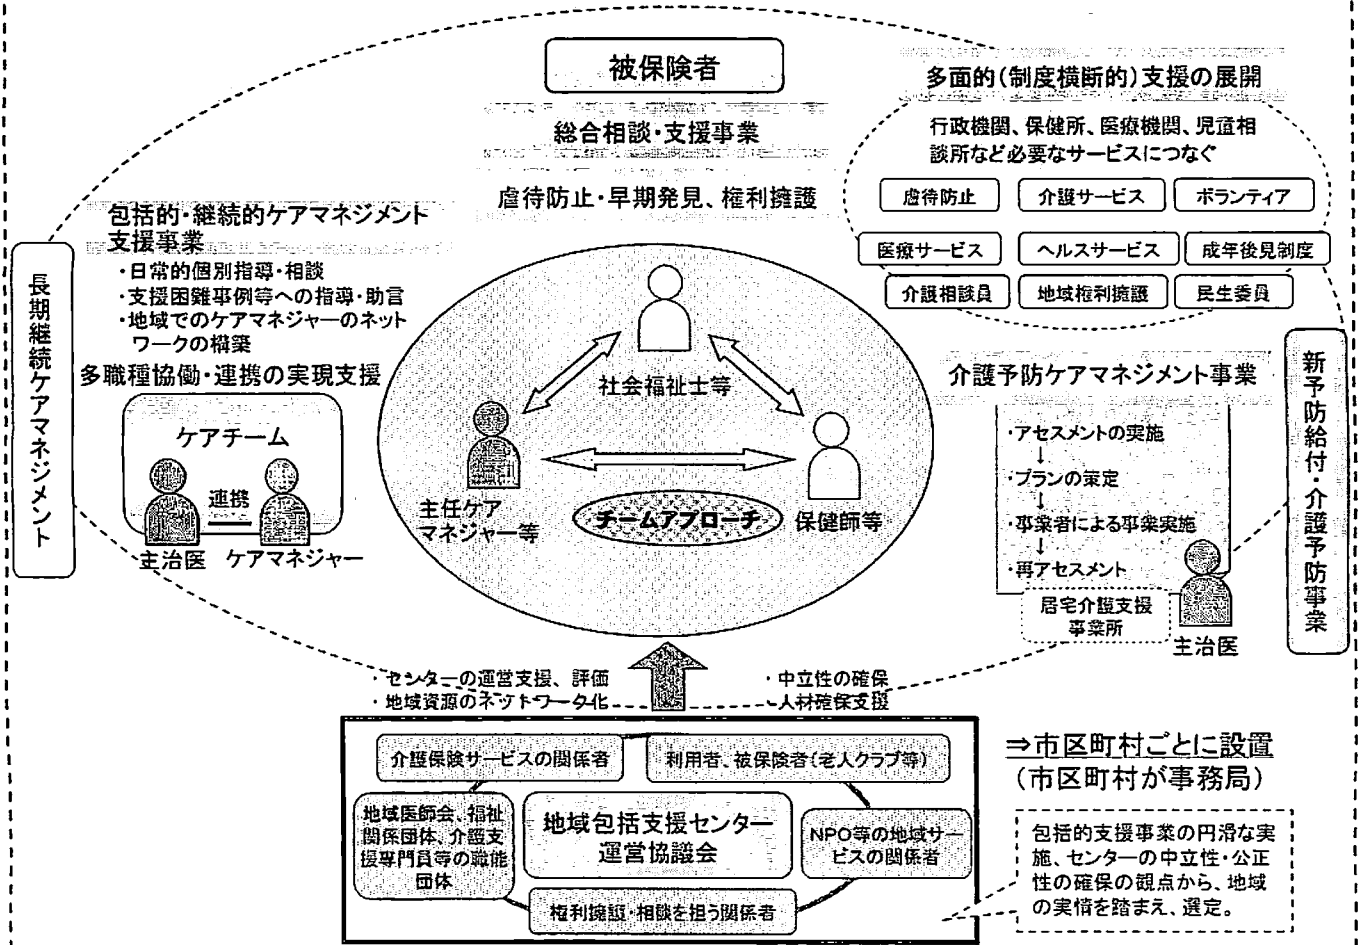 被保険者
総合相談・支援事業
虐待防止・早期発見、権利擁護
多面的(制度横断的)支援の展開
行政機関、保健所、医療機関、児童相
談所など必要なサービスにつなぐ
虐待防止
介護サービス
ボランティア
医療サービス
ヘルスサービス
成年後見制度
介護相談員
地域権利擁護
民生委員
包括的・継続的ケアマネジメント
支援事業
・日常的個別指導・相談
・支援困難事例等への指導・助言
・地域でのケアマネジャーのネット
ワークの構築
多職種協働・連携の実現支援
長期継続ケアマネジメント
ケアチーム
連携
主治医
ケアマネジャー
社会福祉士等
主任ケア
マネジャー等
チームアプローチ
保健師等
介護予防ケアマネジメント事業
・アセスメントの実施
↓
・プランの策定
↓
・事業者による事業実施
↓
・再アセスメント
居宅介護支援
事業所
主治医
新予防給付・介護予防事業
・センターの運営支援、評価
・地域資源のネットワーク化
・中立性の確保
・人材確保支援
介護保険サービスの関係者
利用者、被保険者(老人クラブ等)
地域医師会、福祉
関係団体、介護支
援専門員等の職能
団体
地域包括支援センター
運営協議会
NPO等の地域サー
ビスの関係者
権利擁護・相談を担う関係者
⇒市区町村ごとに設置
(市区町村が事務局)
包括的支援事業の円滑な実
施、センターの中立性・公正
性の確保の観点から、地域
の実情を踏まえ、選定。